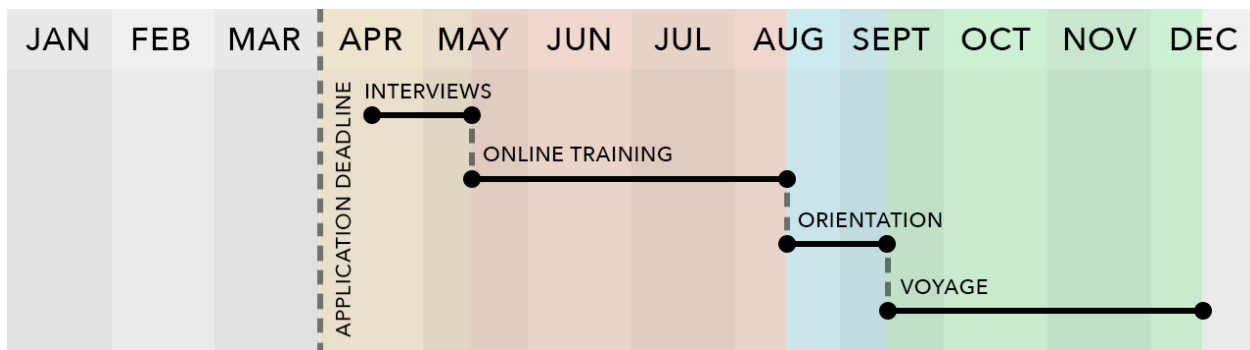 JAN FEB MAR APR MAY JUN JUL AUG SEPT OCT NOV DEC
APPLICATION DEADLINE
INTERVIEWS
ONLINE TRAINING
ORIENTATION
VOYAGE